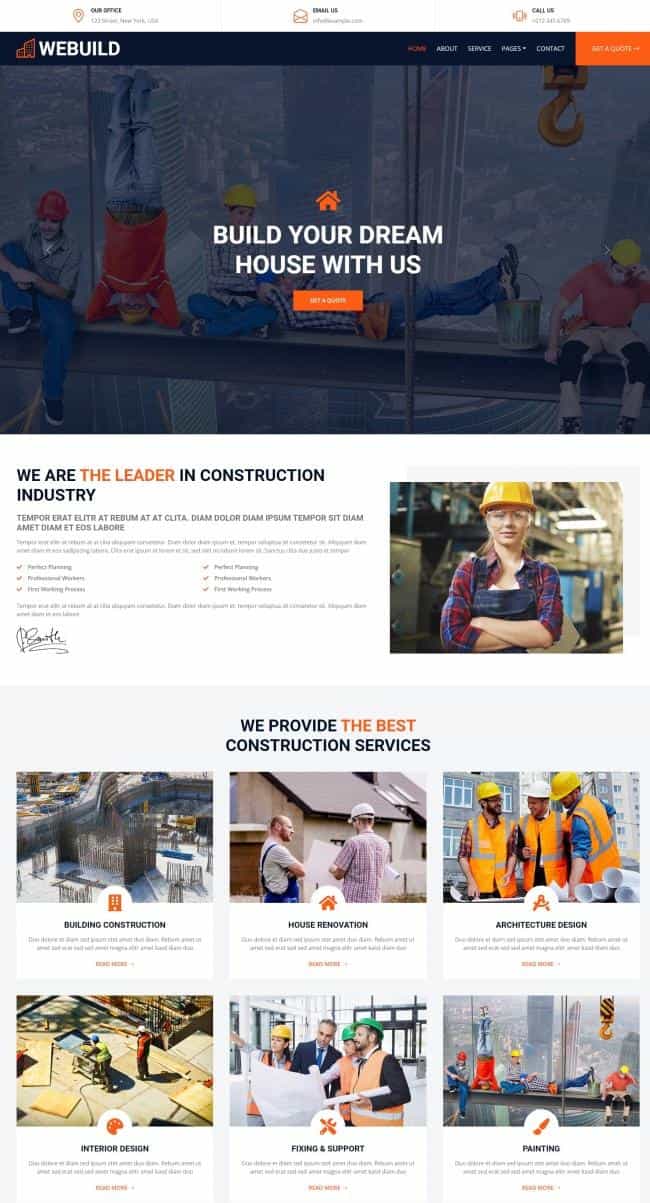 OUR OFFICE
123 Street, New York, USA
EMAIL US
info@example.com
CALL US
+012 345 6789
WEBUILD
HOME ABOUT SERVICE PAGES CONTACT GET A QUOTE
BUILD YOUR DREAM
HOUSE WITH US
GET A QUOTE
WE ARE THE LEADER IN CONSTRUCTION
INDUSTRY
TEMPOR ERAT ELITR AT REBUM AT AT CLITA. DIAM DOLOR DIAM IPSUM TEMPOR SIT DIAM
AMET DIAM ET EOS LABORE
Tempor erat elitr at rebum at at clita aliquyam consetetur. Diam dolor diam ipsum et, tempor voluptua sit consetetur sit. Aliquyam diam
amet diam et eos sadipscing labore. Clita erat ipsum et lorem et sit, sed stet no labore lorem sit. Sanctus clita duo justo et tempor
Perfect Planning
Professional Workers
First Working Process
Perfect Planning
Professional Workers
First Working Process
Tempor erat elitr at rebum at at clita aliquyam consetetur. Diam dolor diam ipsum et, tempor voluptua sit consetetur sit. Aliquyam diam
amet diam et eos labore
WE PROVIDE THE BEST
CONSTRUCTION SERVICES
BUILDING CONSTRUCTION
Duo dolore et diam sed ipsum stet amet duo diam. Rebum amet ut
amet sed erat sed sed amet magna elitr amet kasd diam duo
READ MORE →
HOUSE RENOVATION
Duo dolore et diam sed ipsum stet amet duo diam. Rebum amet ut
amet sed erat sed sed amet magna elitr amet kasd diam duo
READ MORE →
ARCHITECTURE DESIGN
Duo dolore et diam sed ipsum stet amet duo diam. Rebum amet ut
amet sed erat sed sed amet magna elitr amet kasd diam duo
READ MORE →
INTERIOR DESIGN
Duo dolore et diam sed ipsum stet amet duo diam. Rebum amet ut
amet sed erat sed sed amet magna elitr amet kasd diam duo
READ MORE →
FIXING & SUPPORT
Duo dolore et diam sed ipsum stet amet duo diam. Rebum amet ut
amet sed erat sed sed amet magna elitr amet kasd diam duo
READ MORE →
PAINTING
Duo dolore et diam sed ipsum stet amet duo diam. Rebum amet ut
amet sed erat sed sed amet magna elitr amet kasd diam duo
READ MORE →